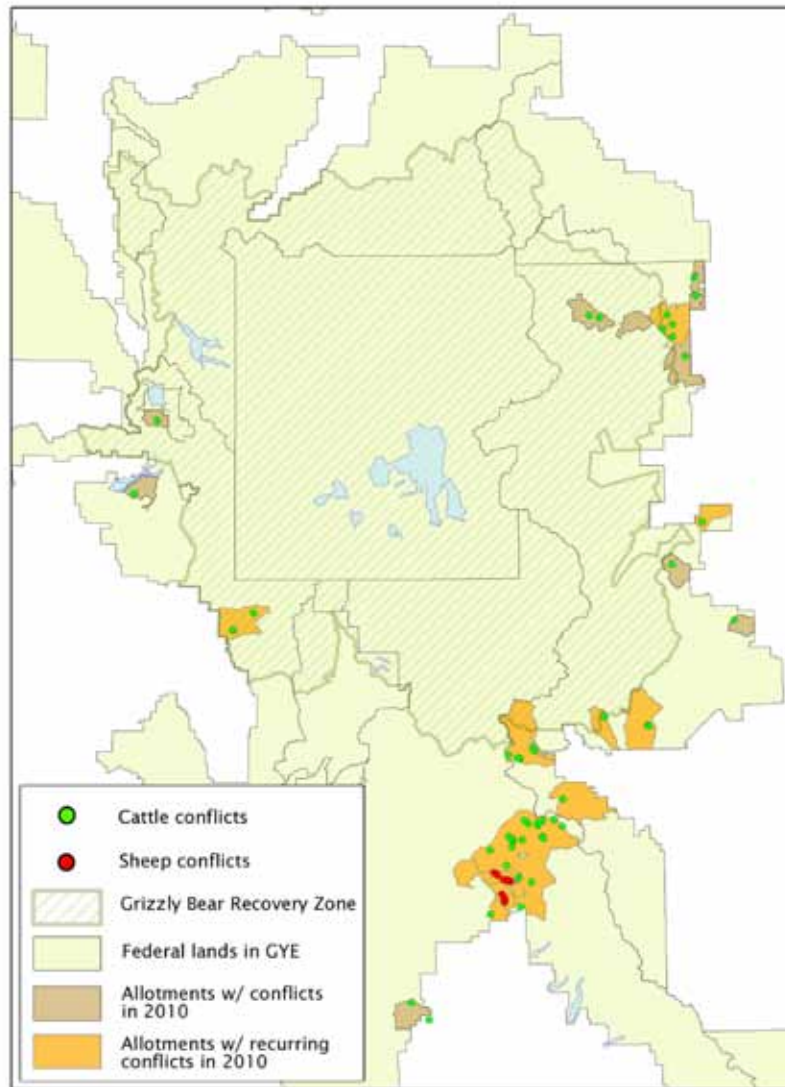 Cattle conflicts
Sheep conflicts
Grizzly Bear Recovery Zone
Federal lands in GYE
Allotments w/ conflicts
in 2010
Allotments w/ recurring
conflicts in 2010